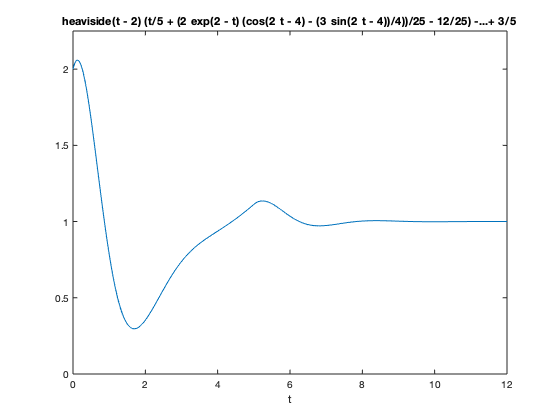 heaviside(t - 2) (t/5 + (2 exp(2 - t) (cos(2 t - 4) - (3 sin(2 t - 4))/4))/25 - 12/25) -...+ 3/5
2
1.5
1
0.5
0
0 2 4 6 8 10 12
t